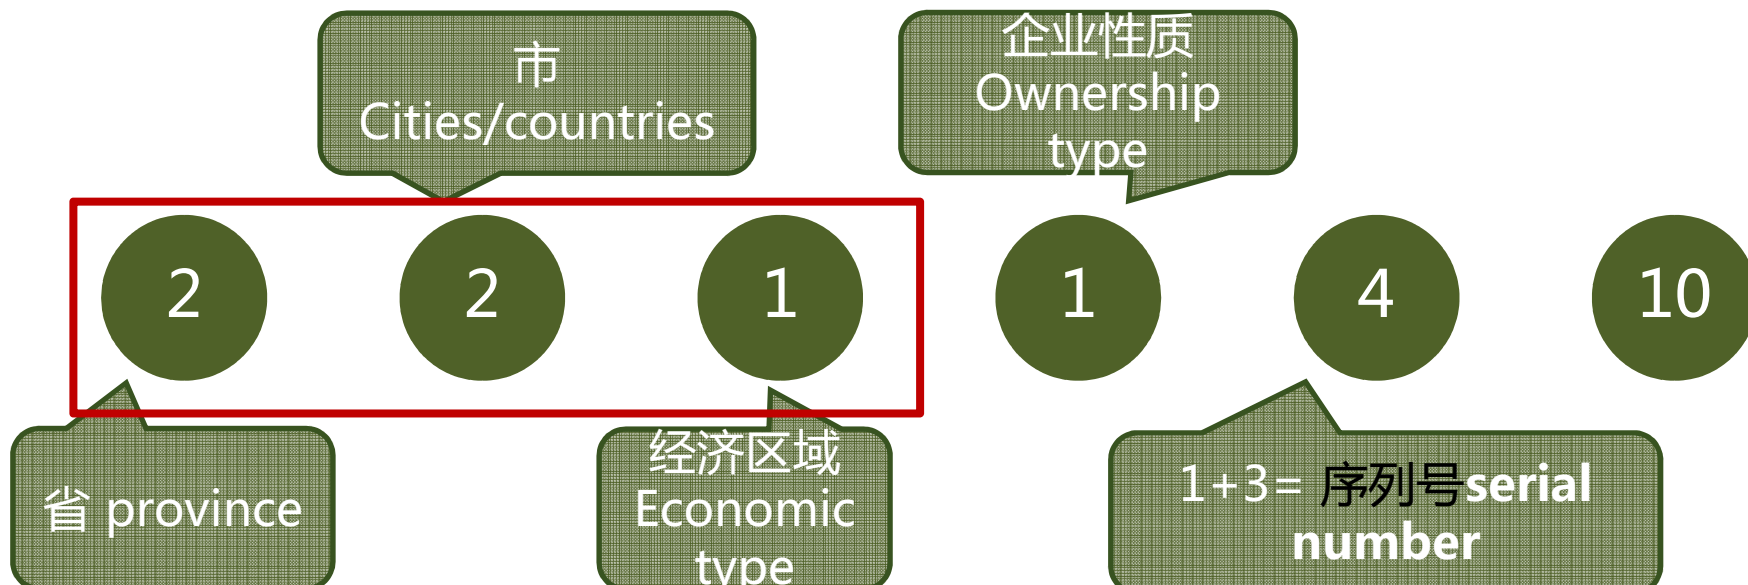 市
Cities/countries
企业性质
Ownership
type
2
2
1
1
4
10
省 province
经济区域
Economic
type
1+3= 序列号serial
number